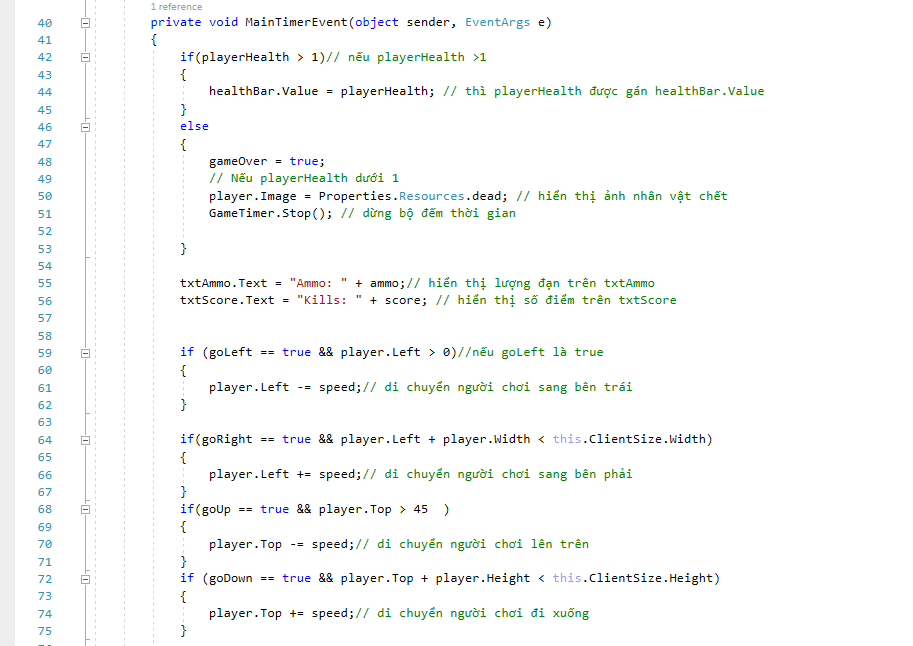 1 reference
40 private void MainTimerEvent(object sender, EventArgs e)
41 {
42 if(playerHealth > 1)// nếu playerHealth >1
43 {
44 healthBar.Value = playerHealth; // thì playerHealth được gán healthBar.Value
45 }
46 else
47 {
48 gameOver = true;
49 // Nếu playerHealth dưới 1
50 player.Image = Properties.Resources.dead; // hiển thị ảnh nhân vật chết
51 GameTimer.Stop(); // dừng bộ đếm thời gian
52
53 }
54
55 txtAmmo.Text = "Ammo: " + ammo;// hiển thị lượng đạn trên txtAmmo
56 txtScore.Text = "Kills: " + score; // hiển thị số điểm trên txtScore
57
58
59 if (goLeft == true && player.Left > 0)//nếu goLeft là true
60 {
61 player.Left -= speed;// di chuyển người chơi sang bên trái
62 }
63
64 if(goRight == true && player.Left + player.Width < this.ClientSize.Width)
65 {
66 player.Left += speed;// di chuyển người chơi sang bên phải
67 }
68 if(goUp == true && player.Top > 45  )
69 {
70 player.Top -= speed;// di chuyển người chơi lên trên
71 }
72 if (goDown == true && player.Top + player.Height < this.ClientSize.Height)
73 {
74 player.Top += speed;// di chuyển người chơi đi xuống
75 }